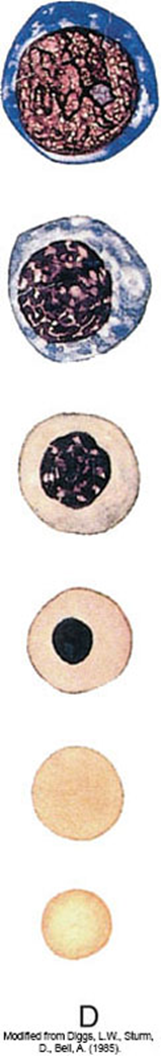 D
Modified from Diggs, L.W., Sturm,
D., Bell, A. (1985).